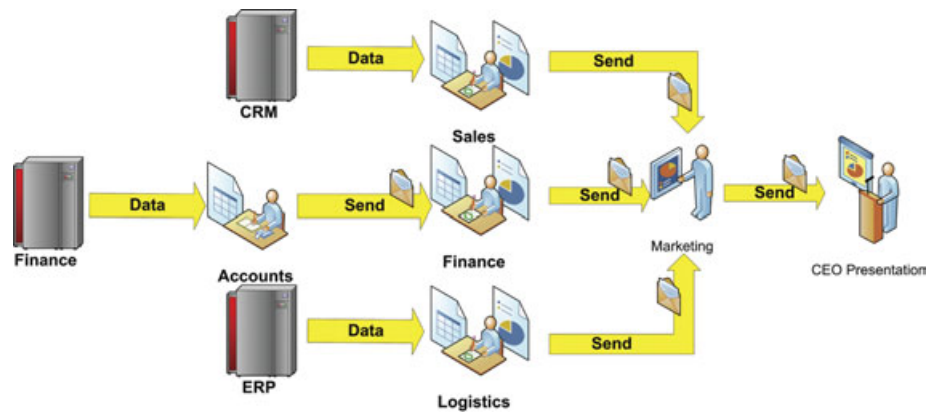 Data
Send
CRM
Sales
Data
Send
Send
Send
Finance
Accounts
Finance
Marketing
CEO Presentation
Data
Send
ERP
Logistics